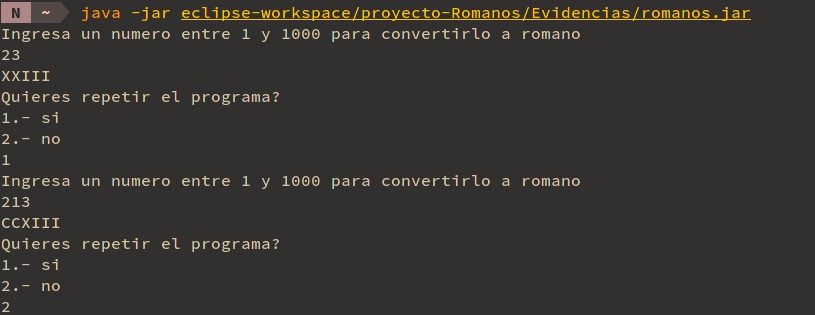 N ~ java -jar eclipse-workspace/proyecto-Romanos/Evidencias/romanos.jar
Ingresa un numero entre 1 y 1000 para convertirlo a romano
23
XXIII
Quieres repetir el programa?
1.- si
2.- no
1
Ingresa un numero entre 1 y 1000 para convertirlo a romano
213
CCXIII
Quieres repetir el programa?
1.- si
2.- no
2